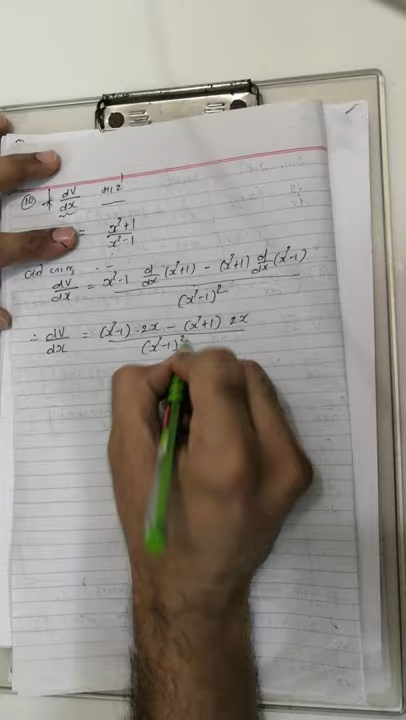 ⑩ dV/dx
= x²+1 / x²-1
dV/dx = x²-1 d/dx (x²+1) - (x²+1) d/dx (x²-1) / (x²-1)²
∴ dV/dx = (x²-1) . 2x - (x²+1) 2x / (x²-1)²